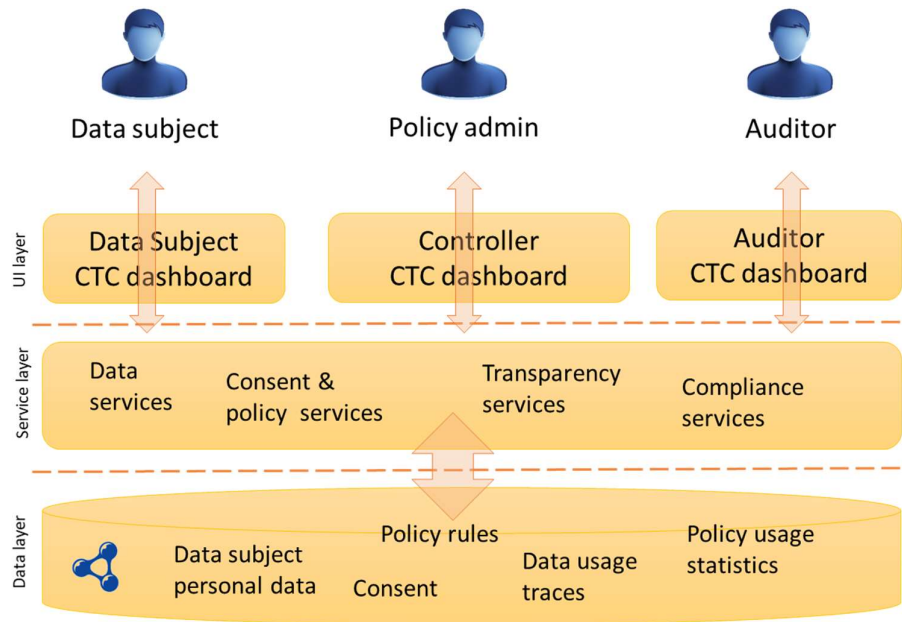 Data subject
Policy admin
Auditor
UI layer
Data Subject
CTC dashboard
Controller
CTC dashboard
Auditor
CTC dashboard
Service layer
Data
services
Consent &
policy services
Transparency
services
Compliance
services
Data layer
Data subject
personal data
Policy rules
Consent
Data usage
traces
Policy usage
statistics